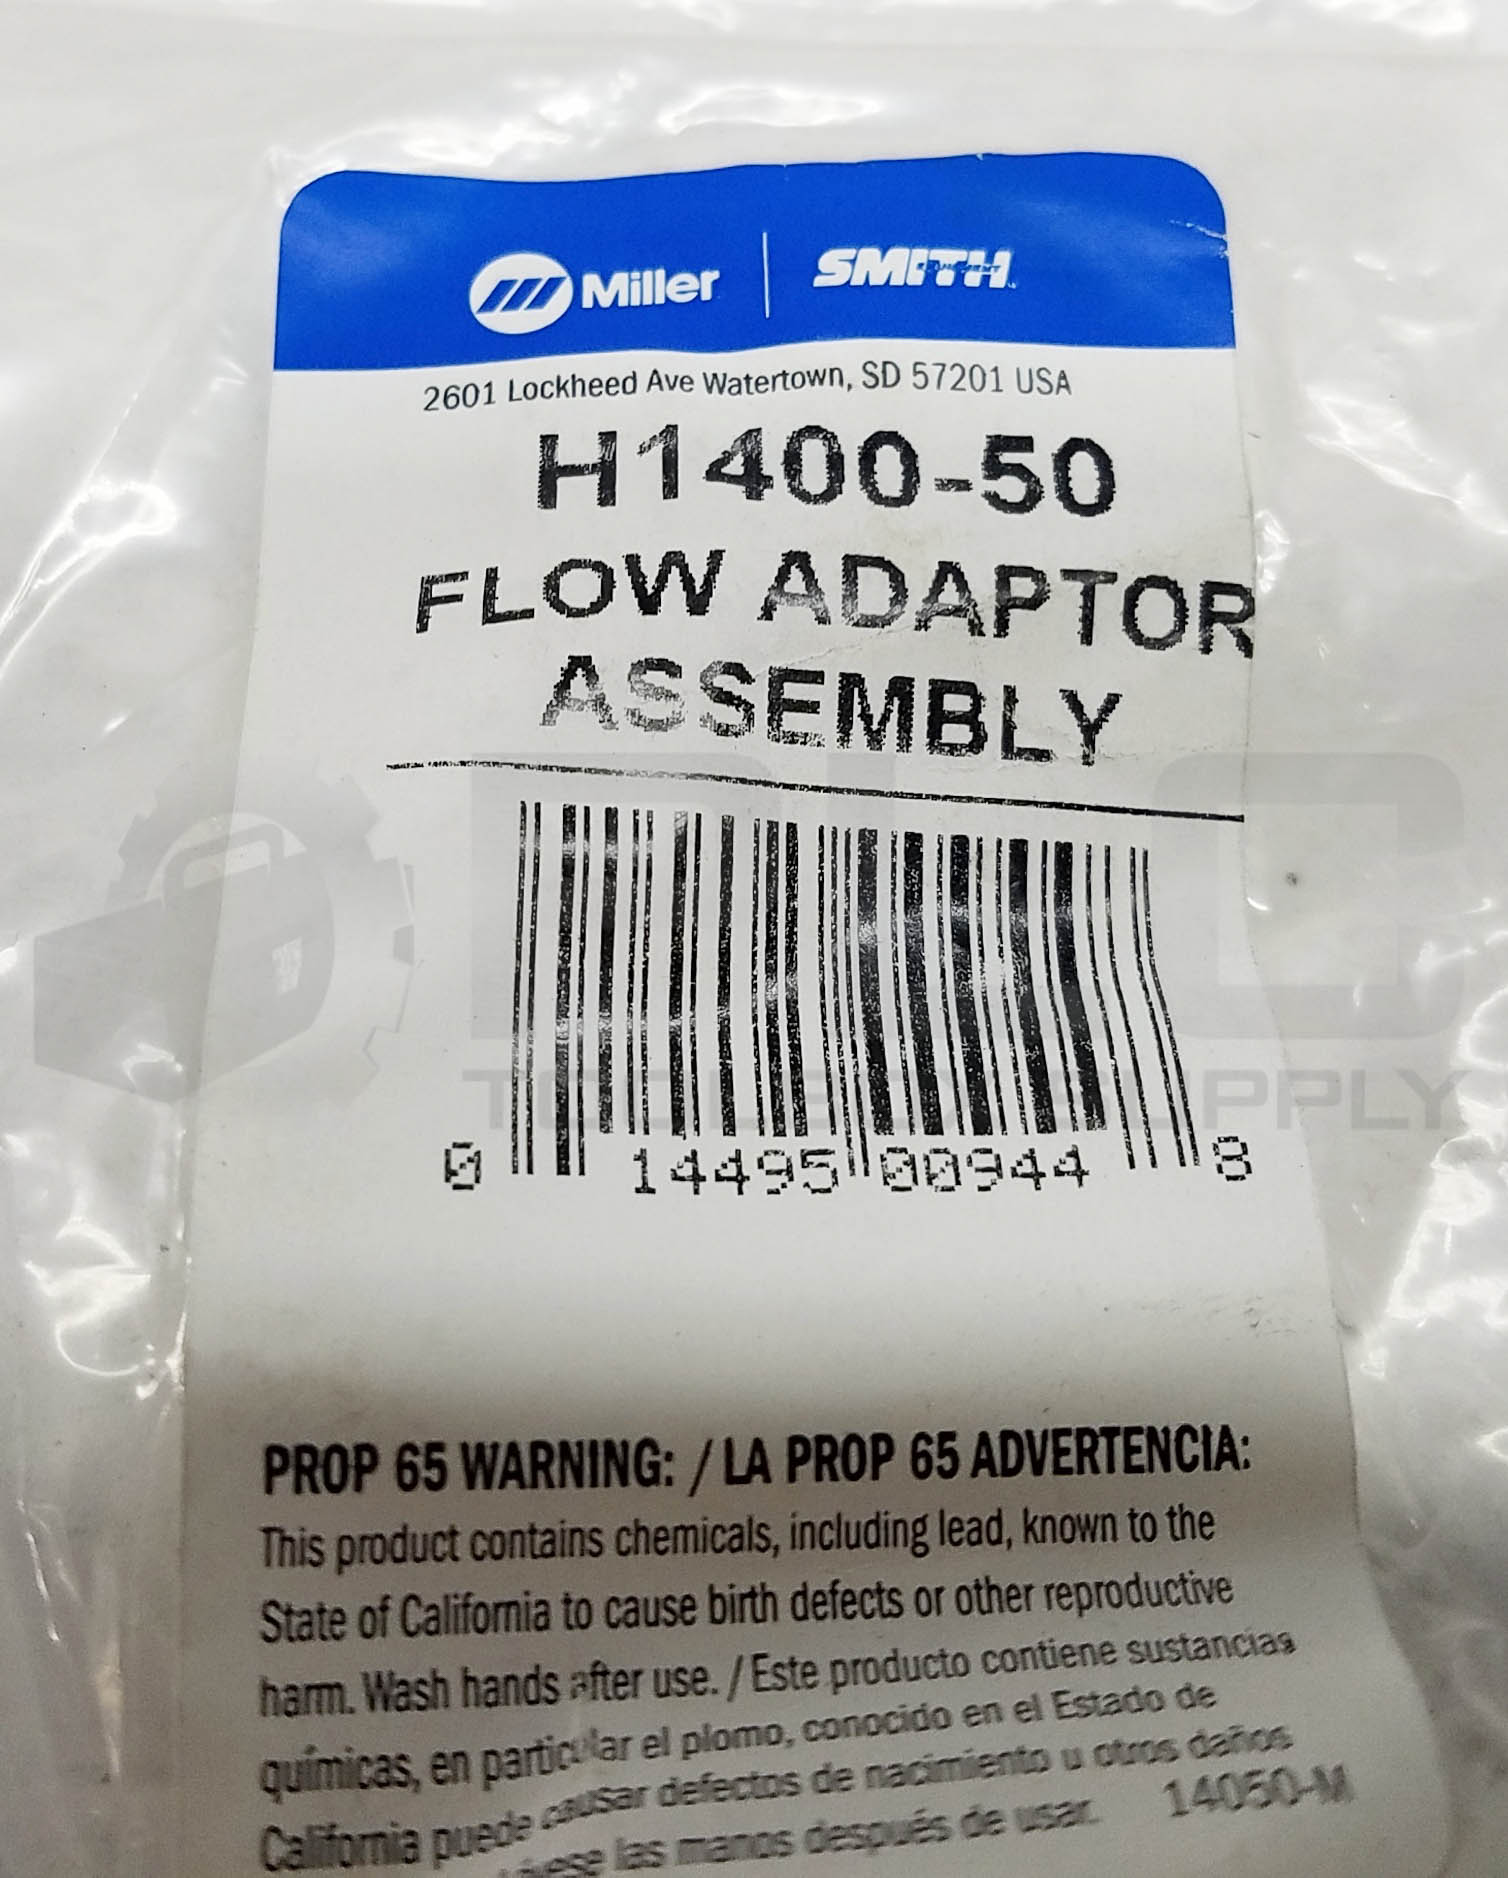 Miller | SMITH
2601 Lockheed Ave Watertown, SD 57201 USA
H1400-50
FLOW ADAPTOR
ASSEMBLY
0 14495 00944 8
TOOLBOX SUPPLY
PROP 65 WARNING: / LA PROP 65 ADVERTENCIA:
This product contains chemicals, including lead, known to the
State of California to cause birth defects or other reproductive
harm. Wash hands after use. / Este producto contiene sustancias
químicas, en particular el plomo, conocido en el Estado de
California puede causar defectos de nacimiento u otros daños
las manos después de usar. 14050-M